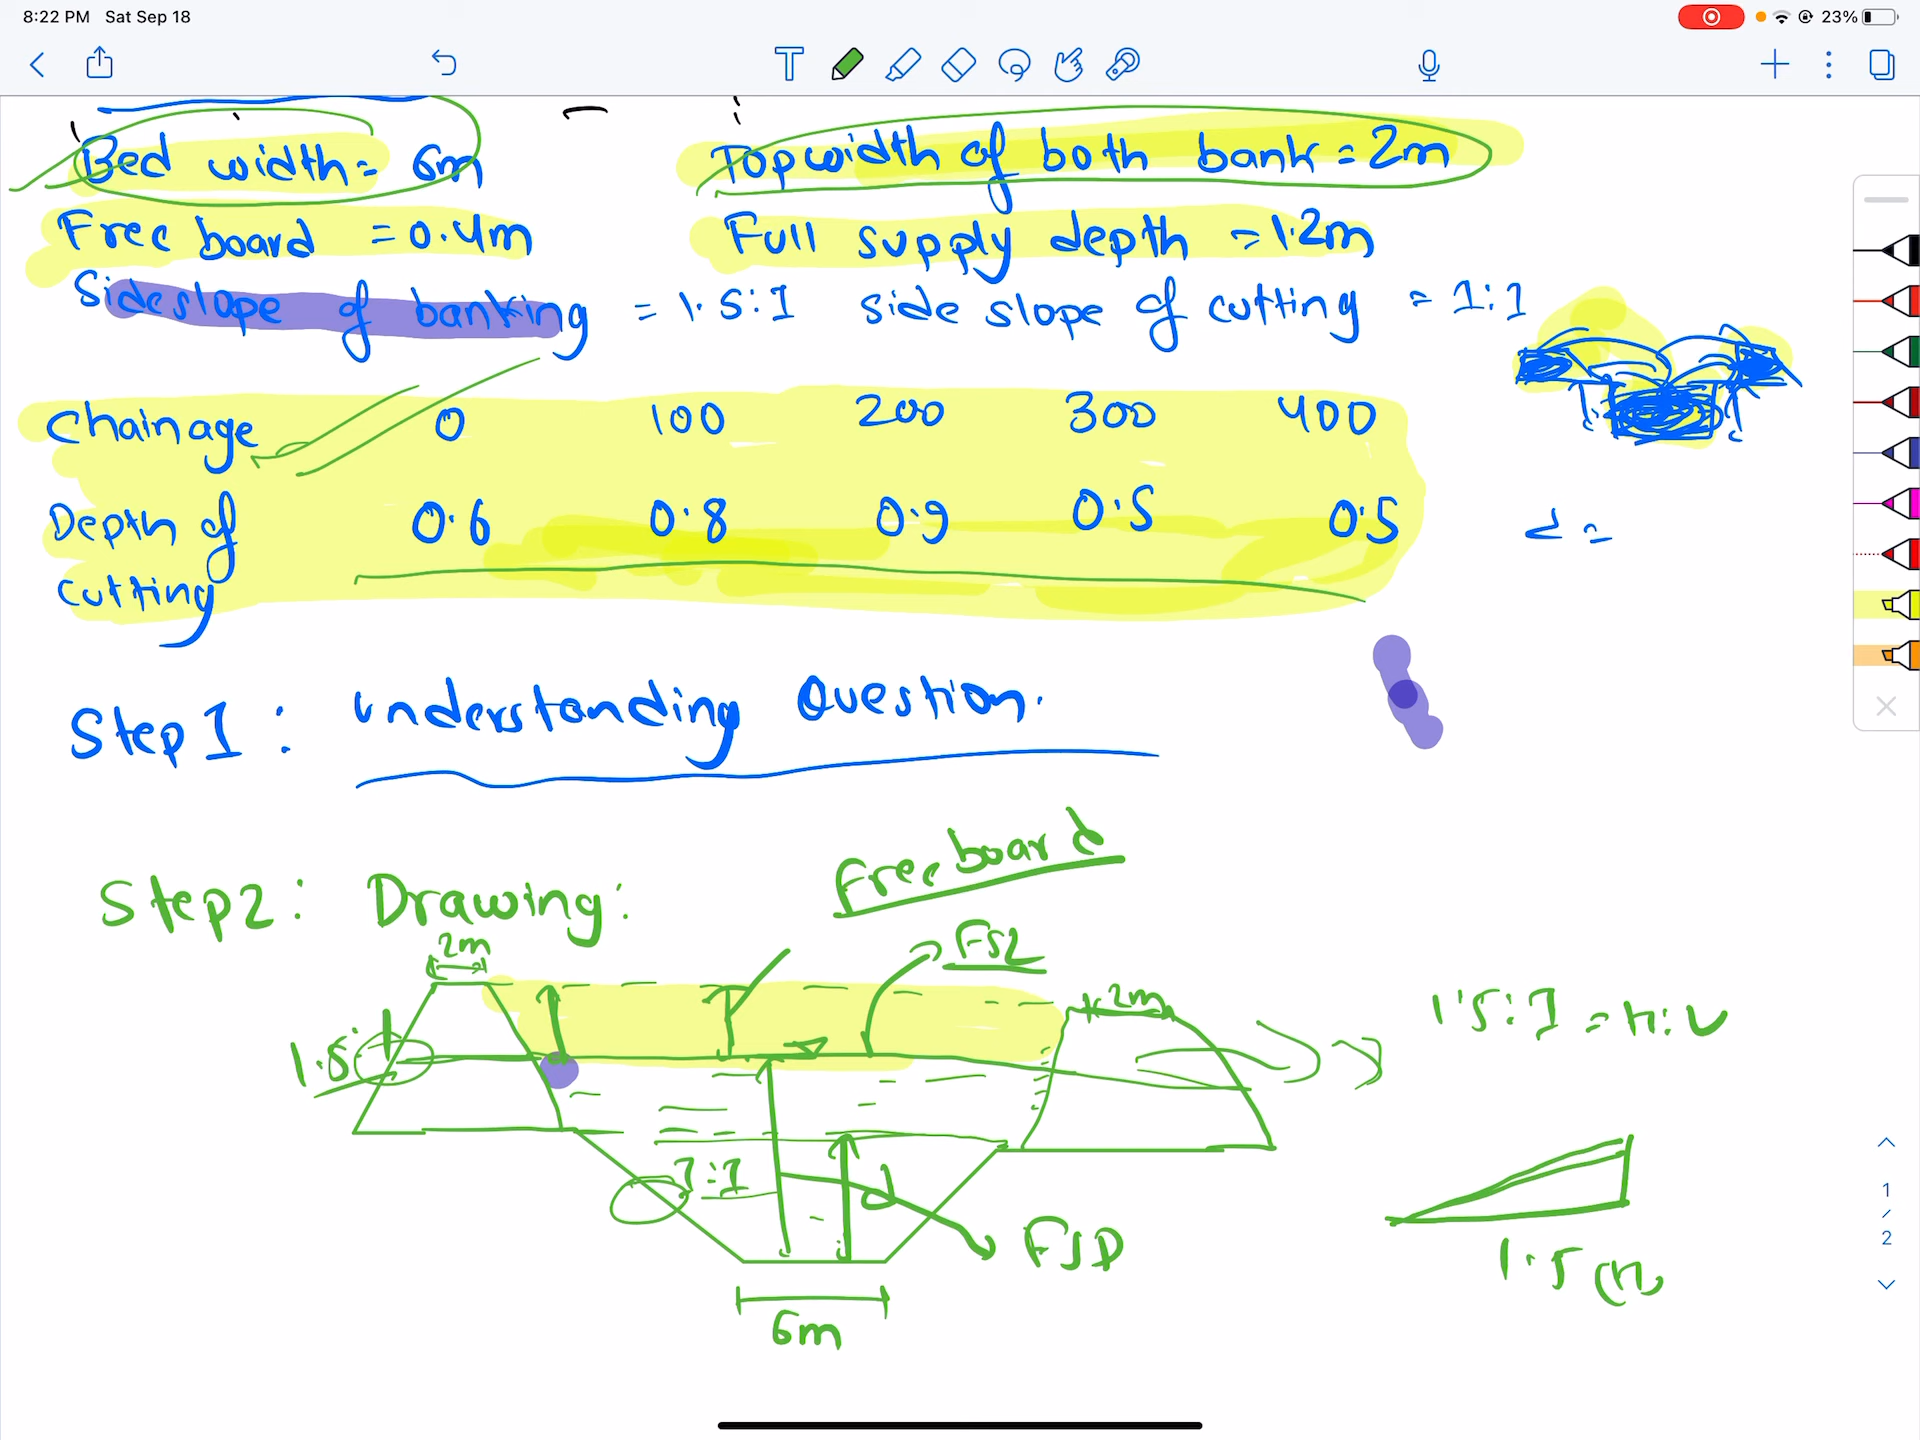 8:22 PM Sat Sep 18
23%
T
Bed width = 6m
Top width of both bank = 2m
Free board = 0.4m
Full supply depth = 1.2m
Side slope of banking = 1.5:1
side slope of cutting = 1:1
Chainage 0 100 200 300 400
Depth of cutting 0.6 0.8 0.9 0.5 0.5
d =
Step 1 : understanding Question.
Free board
Step 2 : Drawing :
2m
FSL
2m
1.5:1
1.5:1 = H:V
1:1
d
FSD
1.5 (H)
6m
1
/
2